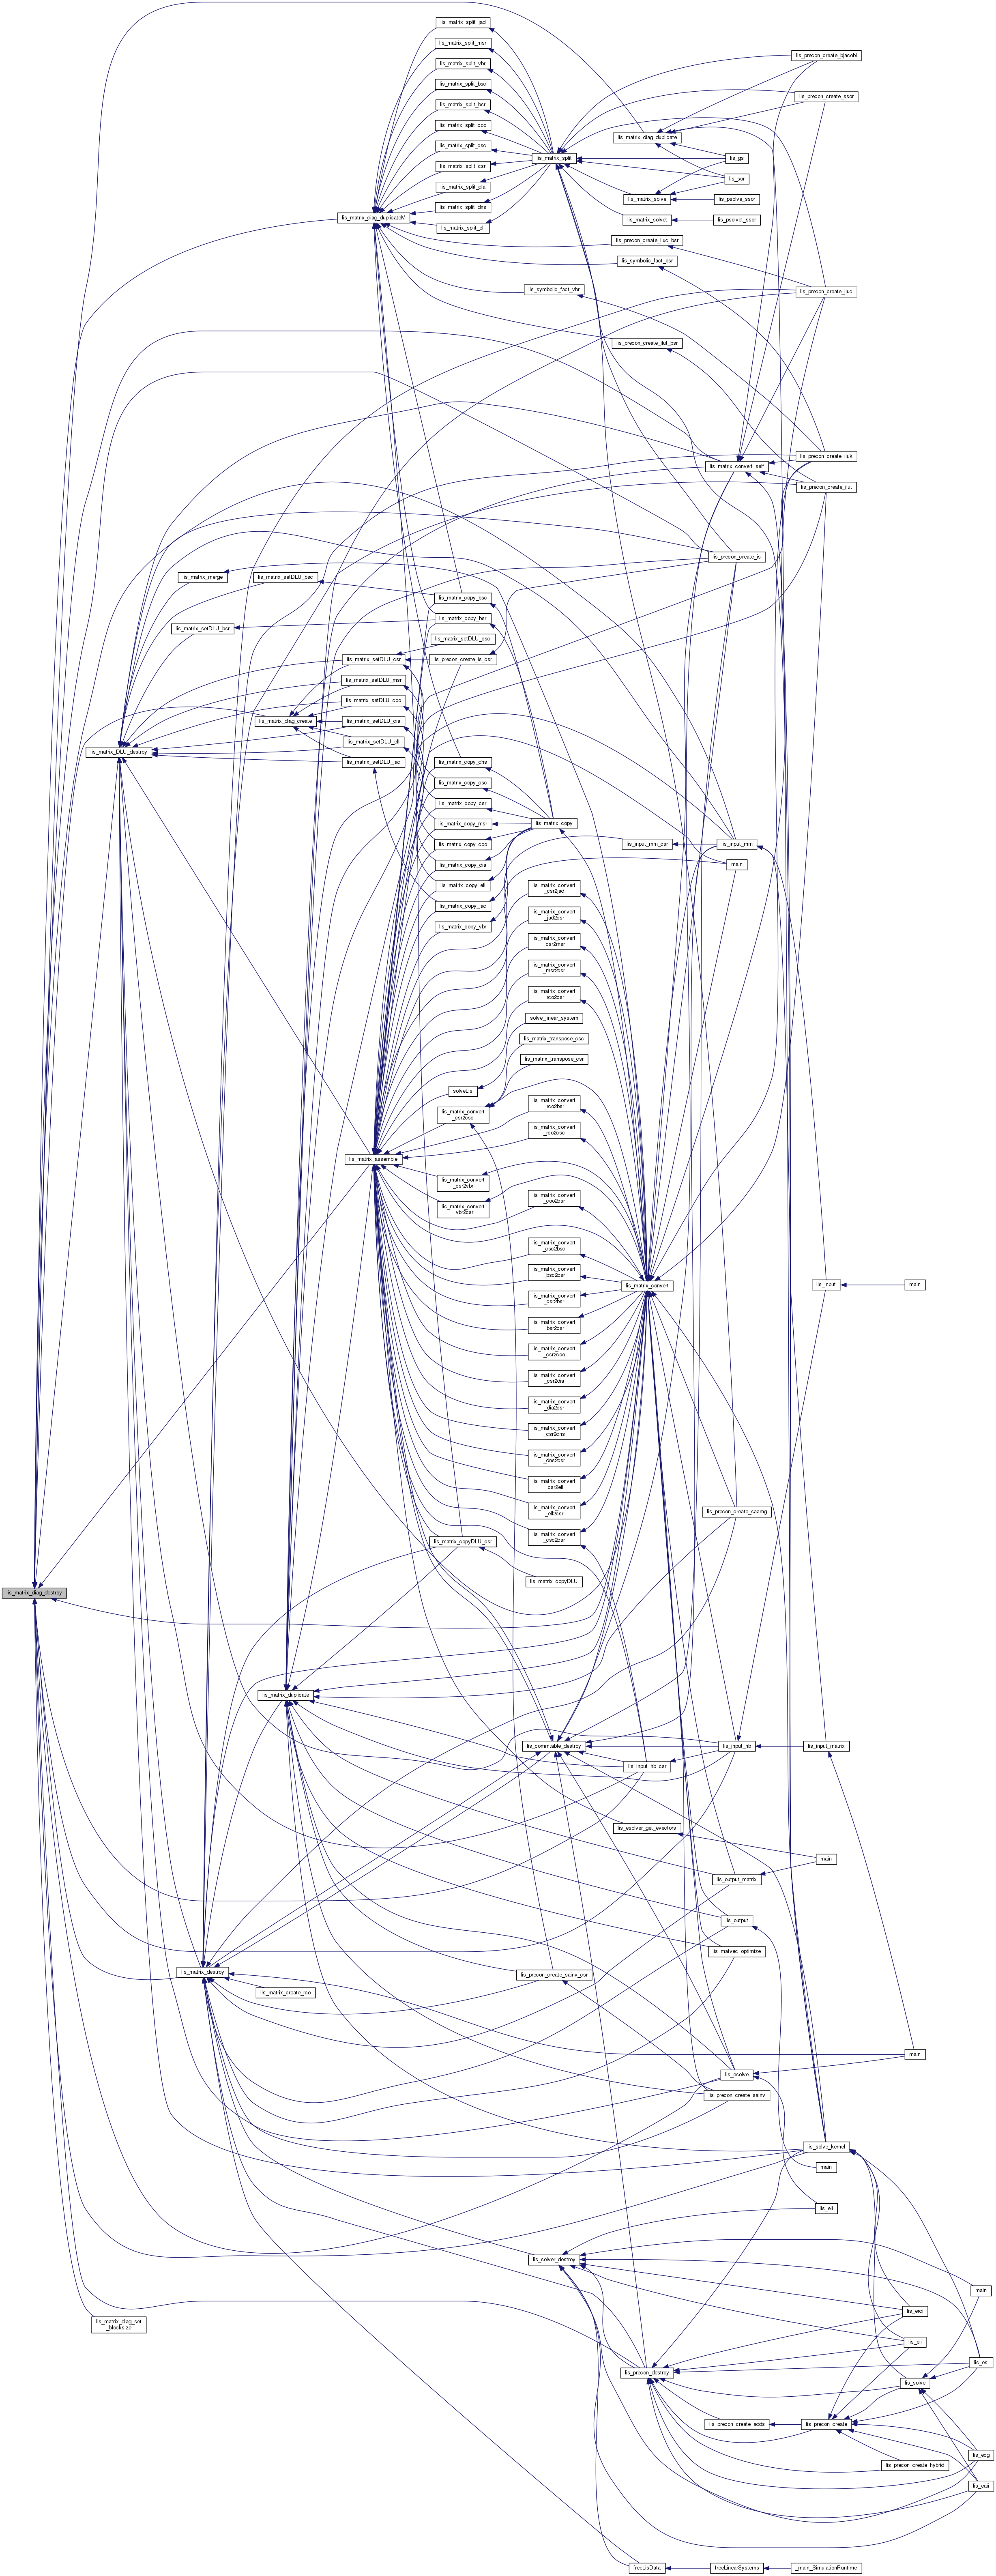 lis_matrix_split_jad
lis_matrix_split_msr
lis_matrix_split_vbr
lis_matrix_split_bsc
lis_matrix_split_bsr
lis_matrix_split_coo
lis_matrix_split_csc
lis_matrix_split_csr
lis_matrix_split_dia
lis_matrix_split_dns
lis_matrix_split_ell
lis_matrix_diag_duplicateM
lis_matrix_split
lis_precon_create_bjacobi
lis_precon_create_ssor
lis_matrix_diag_duplicate
lis_gs
lis_sor
lis_matrix_solve
lis_psolve_ssor
lis_matrix_solvet
lis_psolvet_ssor
lis_precon_create_iluc_bsr
lis_symbolic_fact_bsr
lis_symbolic_fact_vbr
lis_precon_create_iluc
lis_precon_create_ilut_bsr
lis_precon_create_iluk
lis_matrix_convert_self
lis_precon_create_ilut
lis_precon_create_is
lis_matrix_merge
lis_matrix_setDLU_bsc
lis_matrix_copy_bsc
lis_matrix_copy_bsr
lis_matrix_setDLU_bsr
lis_matrix_setDLU_csc
lis_matrix_setDLU_csr
lis_precon_create_is_csr
lis_matrix_setDLU_msr
lis_matrix_setDLU_coo
lis_matrix_diag_create
lis_matrix_setDLU_dia
lis_matrix_setDLU_ell
lis_matrix_DLU_destroy
lis_matrix_setDLU_jad
lis_matrix_copy_dns
lis_matrix_copy_csc
lis_matrix_copy_csr
lis_matrix_copy_msr
lis_matrix_copy
lis_matrix_copy_coo
lis_input_mm_csr
lis_input_mm
lis_matrix_copy_dia
main
lis_matrix_copy_ell
lis_matrix_convert
_csr2jad
lis_matrix_copy_jad
lis_matrix_convert
_jad2csr
lis_matrix_copy_vbr
lis_matrix_convert
_csr2msr
lis_matrix_convert
_msr2csr
lis_matrix_convert
_rco2csr
solve_linear_system
lis_matrix_transpose_csc
lis_matrix_transpose_csr
solveLis
lis_matrix_convert
_csr2csc
lis_matrix_convert
_rco2bsr
lis_matrix_convert
_rco2csc
lis_matrix_assemble
lis_matrix_convert
_csr2vbr
lis_matrix_convert
_vbr2csr
lis_matrix_convert
_coo2csr
lis_matrix_convert
_csc2bsc
lis_matrix_convert
_bsc2csr
lis_matrix_convert
lis_input
main
lis_matrix_convert
_csr2bsr
lis_matrix_convert
_bsr2csr
lis_matrix_convert
_csr2coo
lis_matrix_convert
_csr2dia
lis_matrix_convert
_dia2csr
lis_matrix_convert
_csr2dns
lis_matrix_convert
_dns2csr
lis_matrix_convert
_csr2ell
lis_matrix_convert
_ell2csr
lis_precon_create_saamg
lis_matrix_convert
_csc2csr
lis_matrix_copyDLU_csr
lis_matrix_copyDLU
lis_matrix_diag_destroy
lis_matrix_duplicate
lis_commtable_destroy
lis_input_hb
lis_input_matrix
lis_input_hb_csr
lis_esolver_get_evectors
main
lis_output_matrix
lis_output
lis_matvec_optimize
lis_matrix_destroy
lis_precon_create_sainv_csr
lis_matrix_create_rco
main
lis_esolve
lis_precon_create_sainv
lis_solve_kernel
main
lis_eli
lis_solver_destroy
main
lis_erqi
lis_matrix_diag_set
_blocksize
lis_eii
lis_esi
lis_precon_destroy
lis_solve
lis_precon_create_adds
lis_precon_create
lis_ecg
lis_precon_create_hybrid
lis_eaii
freeLisData
freeLinearSystems
_main_SimulationRuntime